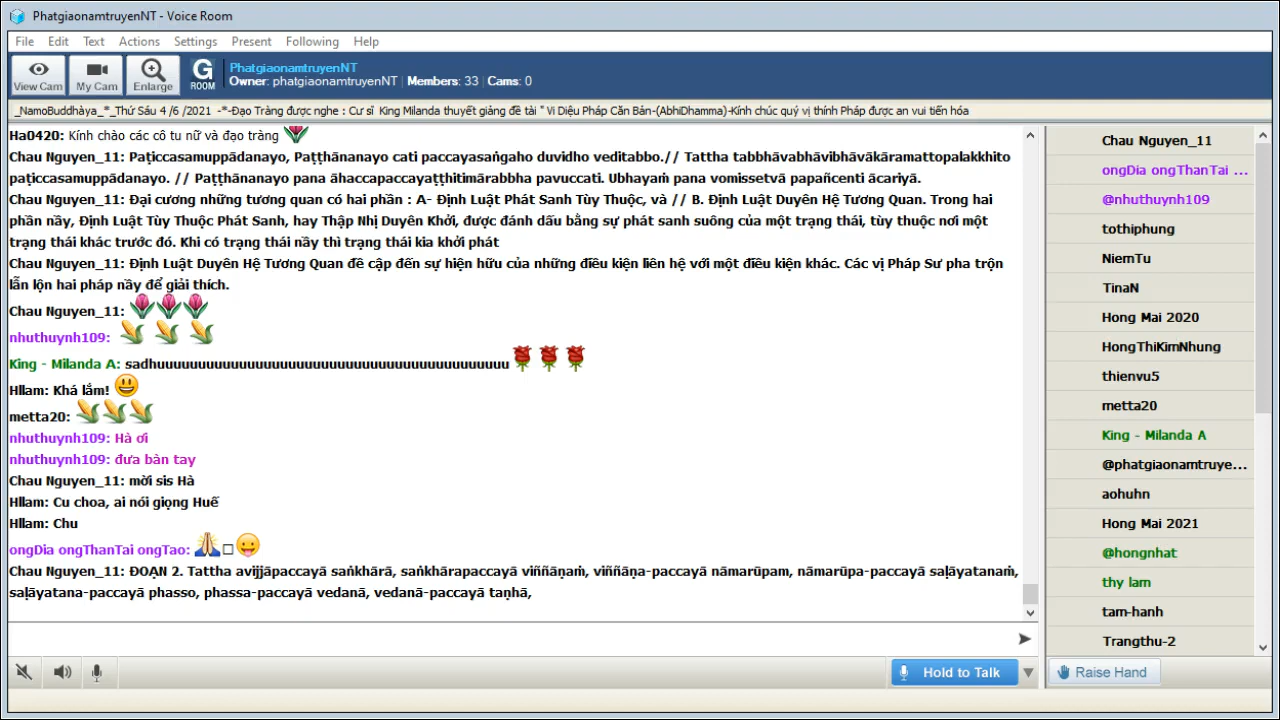 PhatgiaonamtruyenNT - Voice Room
File Edit Text Actions Settings Present Following Help
View Cam My Cam Enlarge G ROOM
PhatgiaonamtruyenNT
Owner: phatgiaonamtruyenNT | Members: 33 | Cams: 0
_NamoBuddhàya_*_Thứ Sáu 4 /6 /2021 -*-Đạo Tràng được nghe : Cư sĩ King Milanda thuyết giảng đề tài " Vi Diệu Pháp Căn Bản-(AbhiDhamma)-Kính chúc quý vị thính Pháp được an vui tiến hóa
Ha0420: Kính chào các cô tu nữ và đạo tràng
Chau Nguyen_11: Paṭiccasamuppādanayo, Paṭṭhānanayo cati paccayasaṅgaho duvidho veditabbo.// Tattha tabbhāvabhāvibhāvākāramattopalakkhito
paṭiccasamuppādanayo. // Paṭṭhānanayo pana āhaccapaccayaṭṭhitimārabbha pavuccati. Ubhayaṁ pana vomissetvā papañcenti ācariyā.
Chau Nguyen_11: Đại cương những tương quan có hai phần : A- Định Luật Phát Sanh Tùy Thuộc, và // B. Định Luật Duyên Hệ Tương Quan. Trong hai
phần nầy, Định Luật Tùy Thuộc Phát Sanh, hay Thập Nhị Duyên Khởi, được đánh dấu bằng sự phát sanh suông của một trạng thái, tùy thuộc nơi một
trạng thái khác trước đó. Khi có trạng thái nầy thì trạng thái kia khởi phát
Chau Nguyen_11: Định Luật Duyên Hệ Tương Quan đề cập đến sự hiện hữu của những điều kiện liên hệ với một điều kiện khác. Các vị Pháp Sư pha trộn
lẫn lộn hai pháp nầy để giải thích.
Chau Nguyen_11:
nhuthuynh109:
King - Milanda A: sadhuuuuuuuuuuuuuuuuuuuuuuuuuuuuuuuuuuuuuuuuuuu
Hllam: Khá lắm!
metta20:
nhuthuynh109: Hà ơi
nhuthuynh109: đưa bàn tay
Chau Nguyen_11: mời sis Hà
Hllam: Cu choa, ai nói giọng Huế
Hllam: Chu
ongDia ongThanTai ongTao:
Chau Nguyen_11: ĐOẠN 2. Tattha avijjāpaccayā saṅkhārā, saṅkhārapaccayā viññāṇaṁ, viññāṇa-paccayā nāmarūpam, nāmarūpa-paccayā saḷāyatanaṁ,
saḷāyatana-paccayā phasso, phassa-paccayā vedanā, vedanā-paccayā taṇhā,
Hold to Talk
Chau Nguyen_11
ongDia ongThanTai ...
@nhuthuynh109
tothiphung
NiemTu
TinaN
Hong Mai 2020
HongThiKimNhung
thienvu5
metta20
King - Milanda A
@phatgiaonamtruye...
aohuhn
Hong Mai 2021
@hongnhat
thy lam
tam-hanh
Trangthu-2
Raise Hand